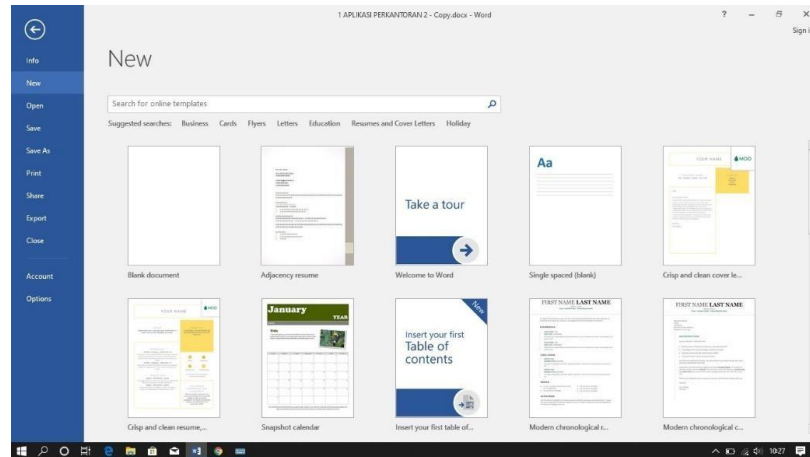 1 APLIKASI PERKANTORAN 2 - Copy.docx - Word
?
Sign i
Info
New
Open
Save
Save As
Print
Share
Export
Close
Account
Options
New
Search for online templates
Suggested searches: Business Cards Flyers Letters Education Resumes and Cover Letters Holiday
Take a tour
Aa
YOUR NAME
MOO
Blank document
Adjacency resume
Welcome to Word
Single spaced (blank)
Crisp and clean cover le...
YOUR NAME
MOO
January
YEAR
New
Insert your first
Table of
contents
FIRST NAME LAST NAME
FIRST NAME LAST NAME
Crisp and clean resume,...
Snapshot calendar
Insert your first table of...
Modern chronological r...
Modern chronological c...
10:27